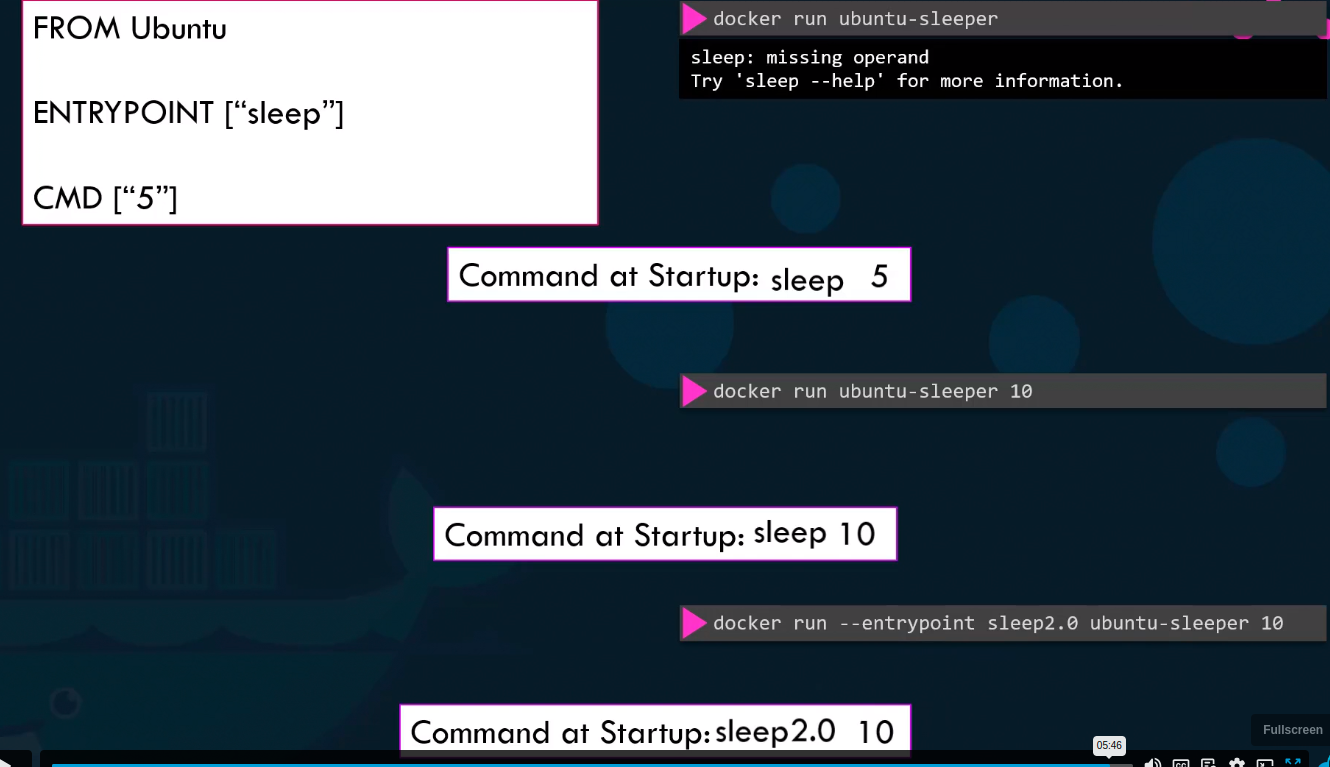 FROM Ubuntu
ENTRYPOINT [“sleep”]
CMD [“5”]
docker run ubuntu-sleeper
sleep: missing operand
Try 'sleep --help' for more information.
Command at Startup: sleep 5
docker run ubuntu-sleeper 10
Command at Startup: sleep 10
docker run --entrypoint sleep2.0 ubuntu-sleeper 10
Command at Startup: sleep2.0 10
Fullscreen
05:46
CC